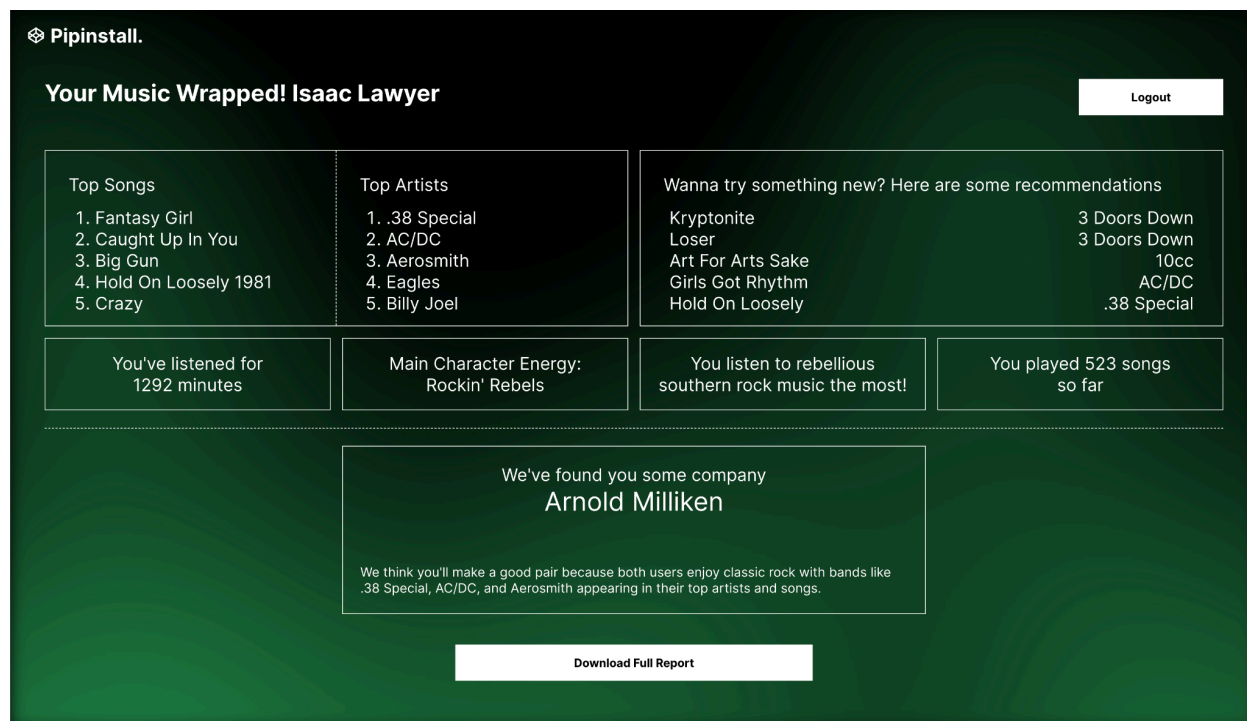 Pipinstall.
Your Music Wrapped! Isaac Lawyer
Logout
Top Songs
1. Fantasy Girl
2. Caught Up In You
3. Big Gun
4. Hold On Loosely 1981
5. Crazy
Top Artists
1. .38 Special
2. AC/DC
3. Aerosmith
4. Eagles
5. Billy Joel
Wanna try something new? Here are some recommendations
Kryptonite 3 Doors Down
Loser 3 Doors Down
Art For Arts Sake 10cc
Girls Got Rhythm AC/DC
Hold On Loosely .38 Special
You've listened for
1292 minutes
Main Character Energy:
Rockin' Rebels
You listen to rebellious
southern rock music the most!
You played 523 songs
so far
We've found you some company
Arnold Milliken
We think you'll make a good pair because both users enjoy classic rock with bands like
.38 Special, AC/DC, and Aerosmith appearing in their top artists and songs.
Download Full Report